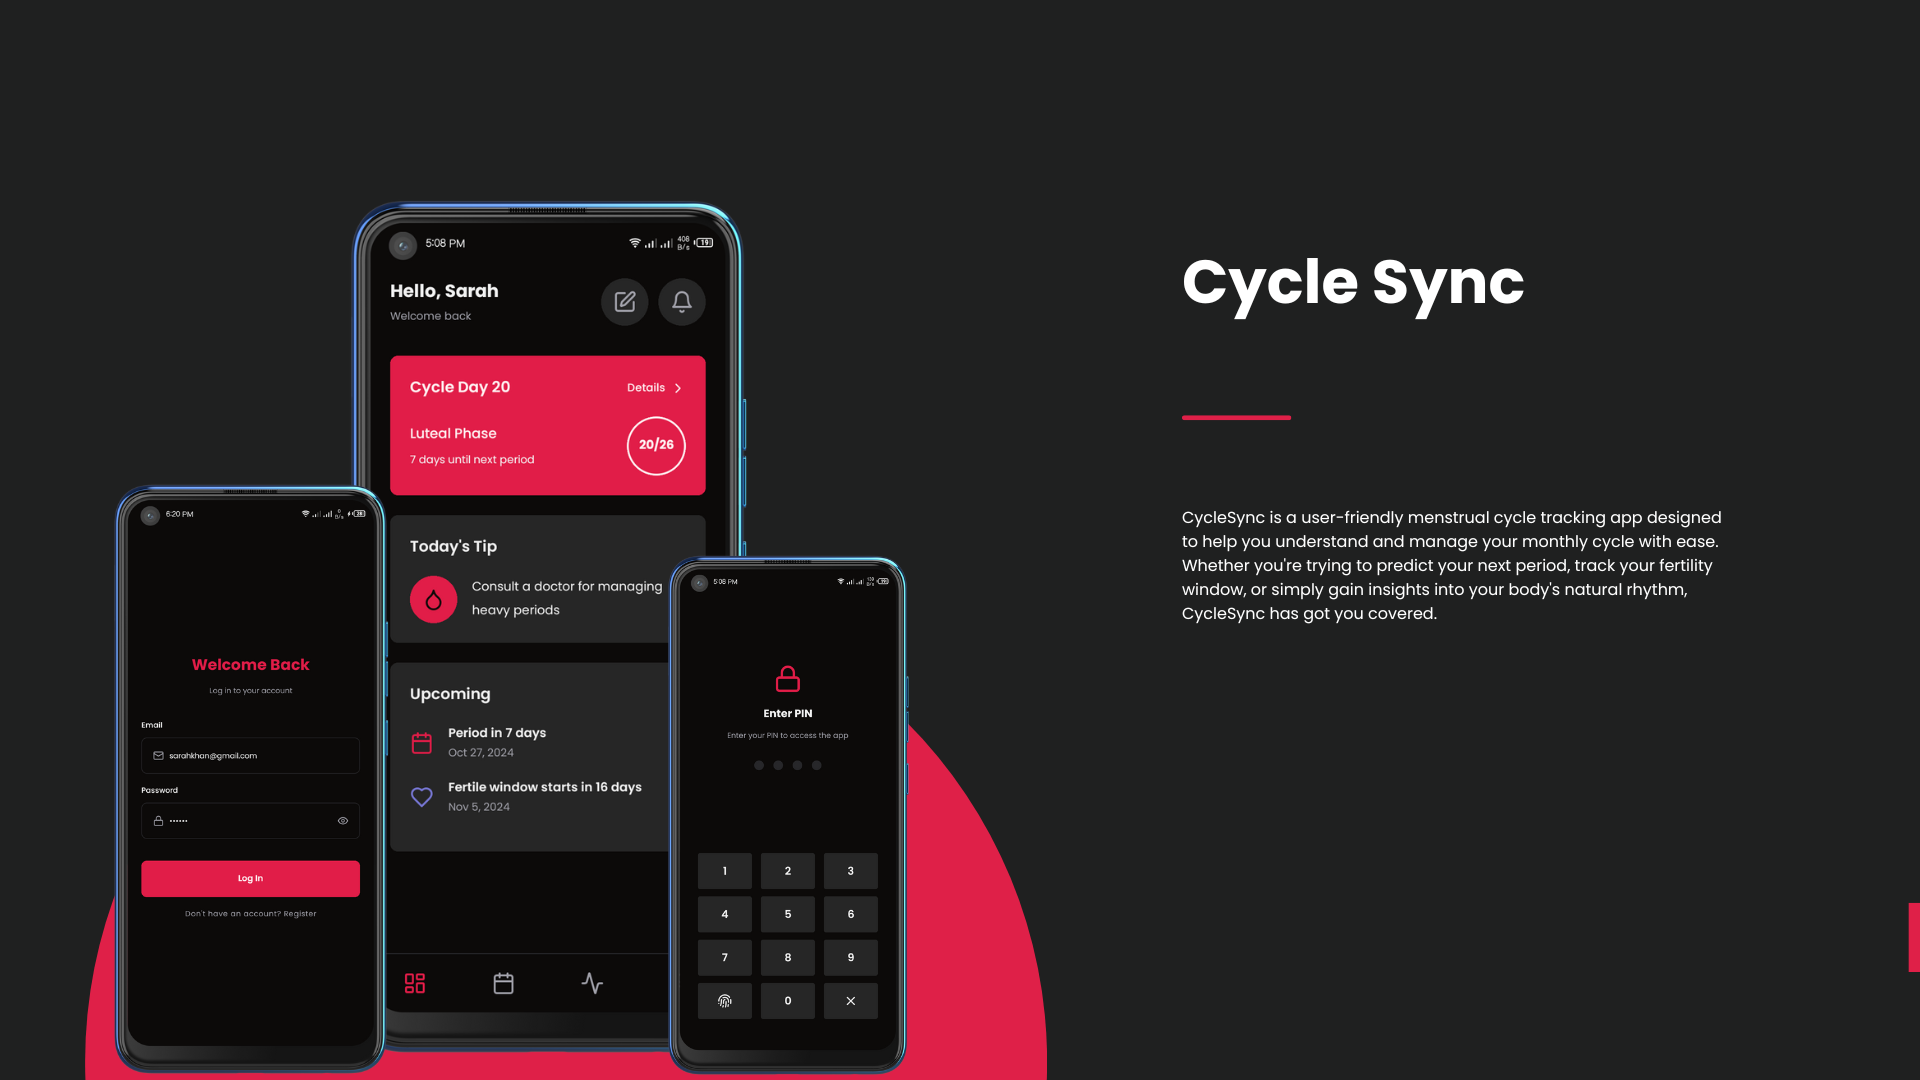 Cycle Sync
CycleSync is a user-friendly menstrual cycle tracking app designed
to help you understand and manage your monthly cycle with ease.
Whether you're trying to predict your next period, track your fertility
window, or simply gain insights into your body's natural rhythm,
CycleSync has got you covered.
5:08 PM
408
B/s
19
Hello, Sarah
Welcome back
Cycle Day 20
Details
Luteal Phase
20/26
7 days until next period
Today's Tip
Consult a doctor for managing
heavy periods
Upcoming
Period in 7 days
Oct 27, 2024
Fertile window starts in 16 days
Nov 5, 2024
6:20 PM
0
B/s
Welcome Back
Log in to your account
Email
sarahkhan@gmail.com
Password
Log In
Don't have an account? Register
5:08 PM
B/s
Enter PIN
Enter your PIN to access the app
1 2 3
4 5 6
7 8 9
0